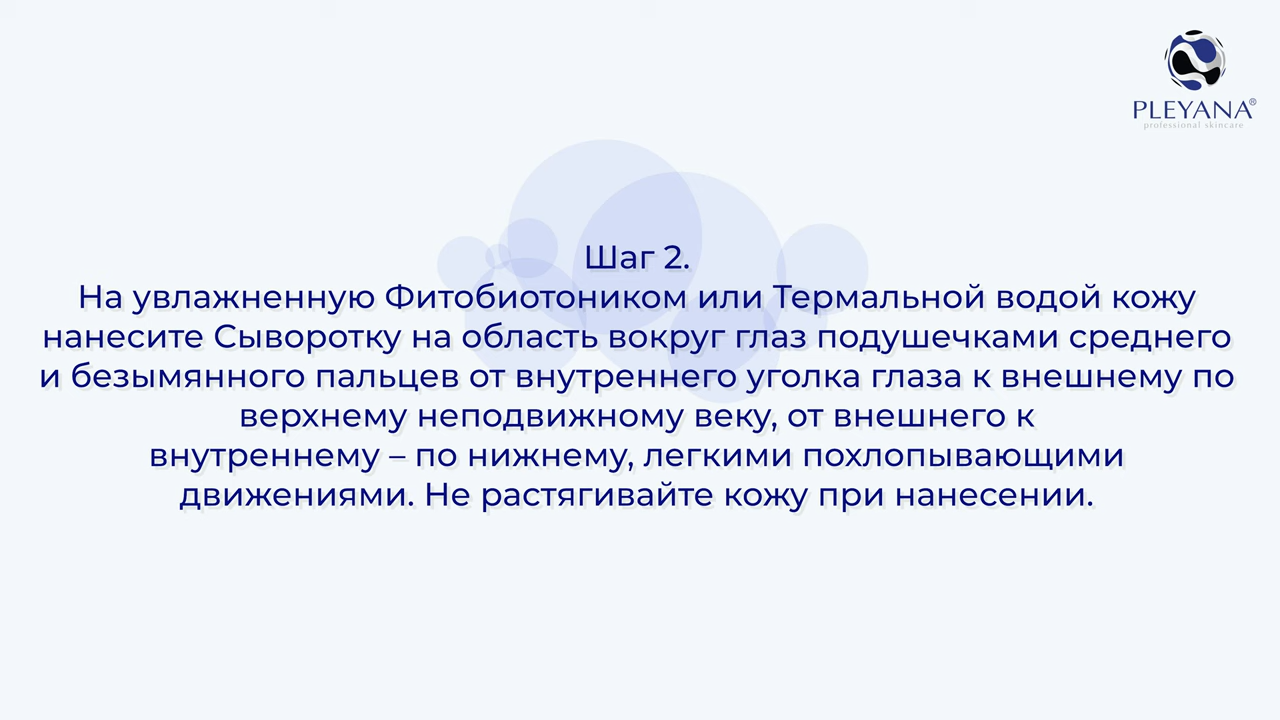 PLEYANA®
professional skincare
Шаг 2.
На увлажненную Фитобиотоником или Термальной водой кожу
нанесите Сыворотку на область вокруг глаз подушечками среднего
и безымянного пальцев от внутреннего уголка глаза к внешнему по
верхнему неподвижному веку, от внешнего к
внутреннему – по нижнему, легкими похлопывающими
движениями. Не растягивайте кожу при нанесении.